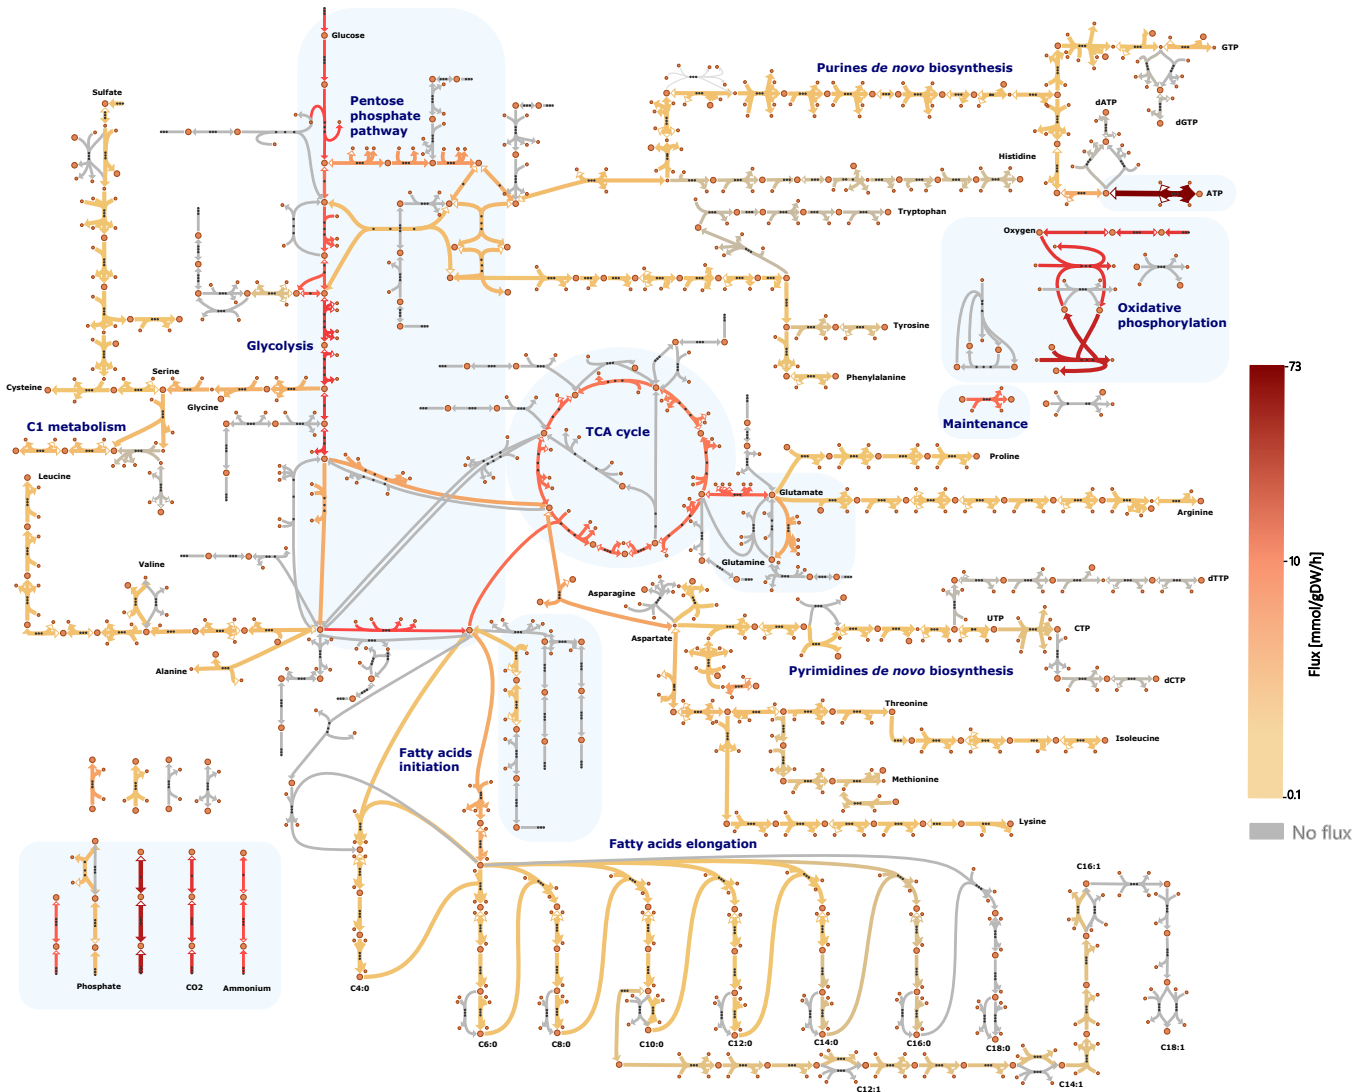 Glucose
GTP
Purines de novo biosynthesis
Sulfate
Pentose
phosphate
pathway
dATP
dGTP
Histidine
ATP
Tryptophan
Oxygen
Oxidative
phosphorylation
Tyrosine
Glycolysis
Phenylalanine
73
Cysteine
Serine
Glycine
C1 metabolism
TCA cycle
Maintenance
Proline
Leucine
Glutamate
Arginine
Glutamine
10
Flux [mmol/gDW/h]
Valine
Asparagine
dTTP
UTP
CTP
Aspartate
Alanine
Pyrimidines de novo biosynthesis
dCTP
Threonine
Isoleucine
Fatty acids
initiation
Methionine
0.1
Lysine
No flux
Fatty acids elongation
C16:1
Phosphate
CO2
Ammonium
C4:0
C6:0
C8:0
C10:0
C12:0
C14:0
C16:0
C18:0
C18:1
C12:1
C14:1